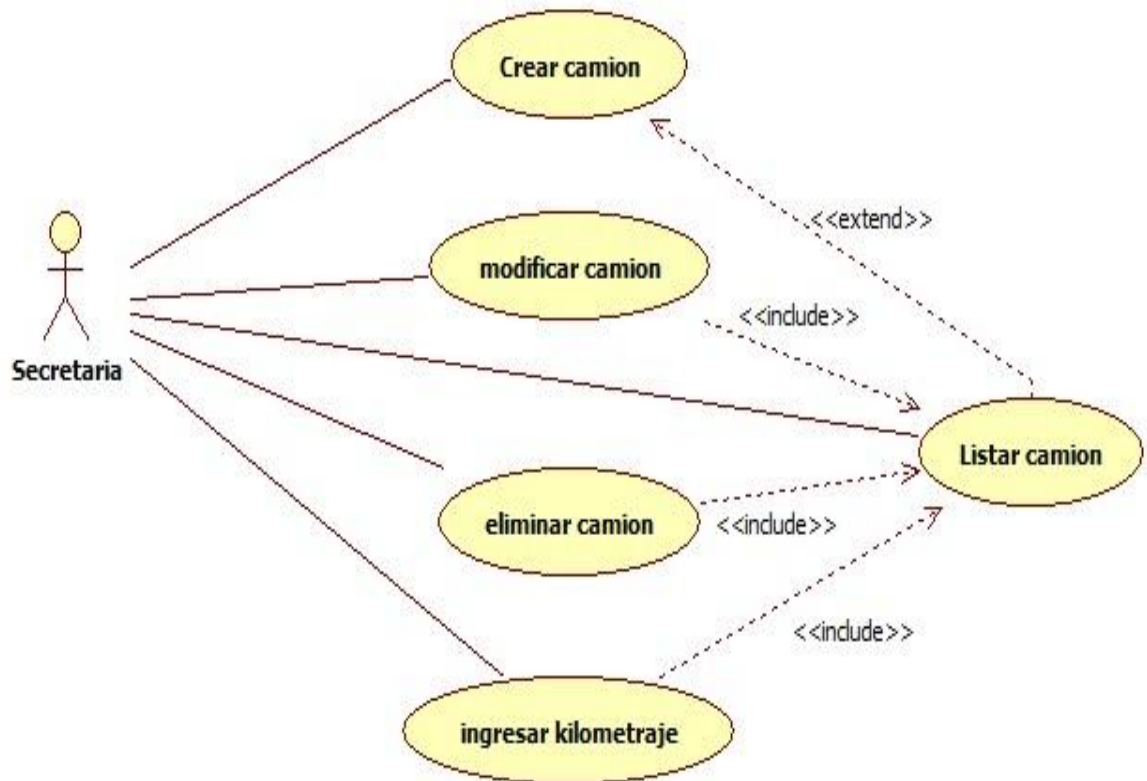 Crear camion
<<extend>>
modificar camion
<<include>>
Secretaria
Listar camion
eliminar camion
<<include>>
<<include>>
ingresar kilometraje